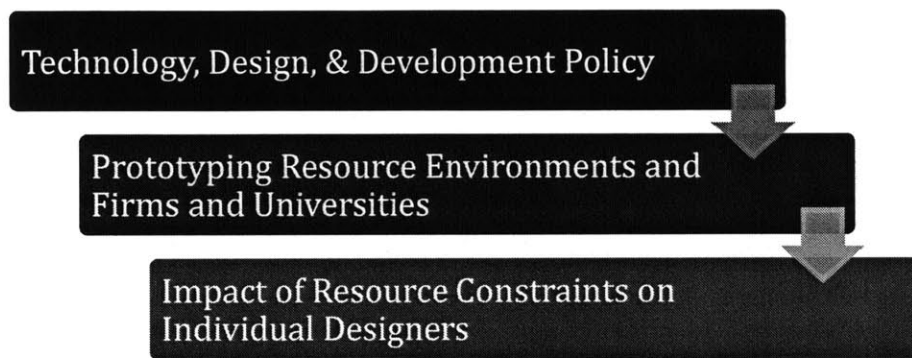 Technology, Design, & Development Policy
Prototyping Resource Environments and
Firms and Universities
Impact of Resource Constraints on
Individual Designers